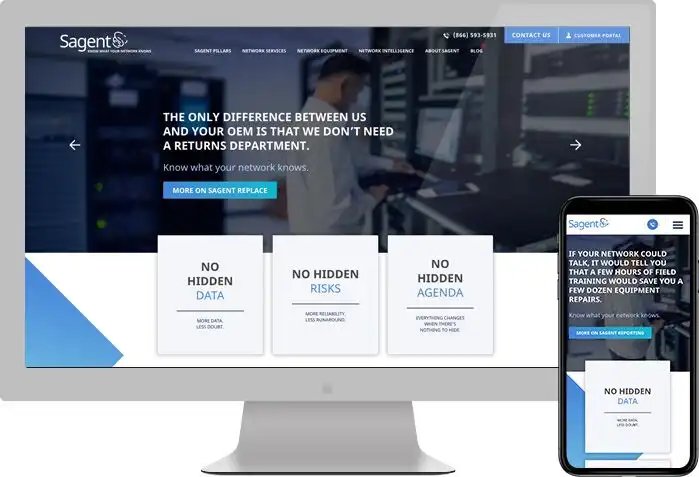 Sagent
KNOW WHAT YOUR NETWORK KNOWS
(866) 593-5931
CONTACT US
CUSTOMER PORTAL
SAGENT PILLARS NETWORK SERVICES NETWORK EQUIPMENT NETWORK INTELLIGENCE ABOUT SAGENT BLOG
THE ONLY DIFFERENCE BETWEEN US
AND YOUR OEM IS THAT WE DON'T NEED
A RETURNS DEPARTMENT.
Know what your network knows.
MORE ON SAGENT REPLACE
NO
HIDDEN
DATA
MORE DATA.
LESS DOUBT.
NO HIDDEN
RISKS
MORE RELIABILITY.
LESS RUNAROUND.
NO
HIDDEN
AGENDA
EVERYTHING CHANGES
WHEN THERE'S
NOTHING TO HIDE.
Sagent
IF YOUR NETWORK COULD
TALK, IT WOULD TELL YOU
THAT A FEW HOURS OF FIELD
TRAINING WOULD SAVE YOU A
FEW DOZEN EQUIPMENT
REPAIRS.
Know what your network knows.
MORE ON SAGENT REPORTING
NO HIDDEN
DATA
MORE DATA.
LESS DOUBT.